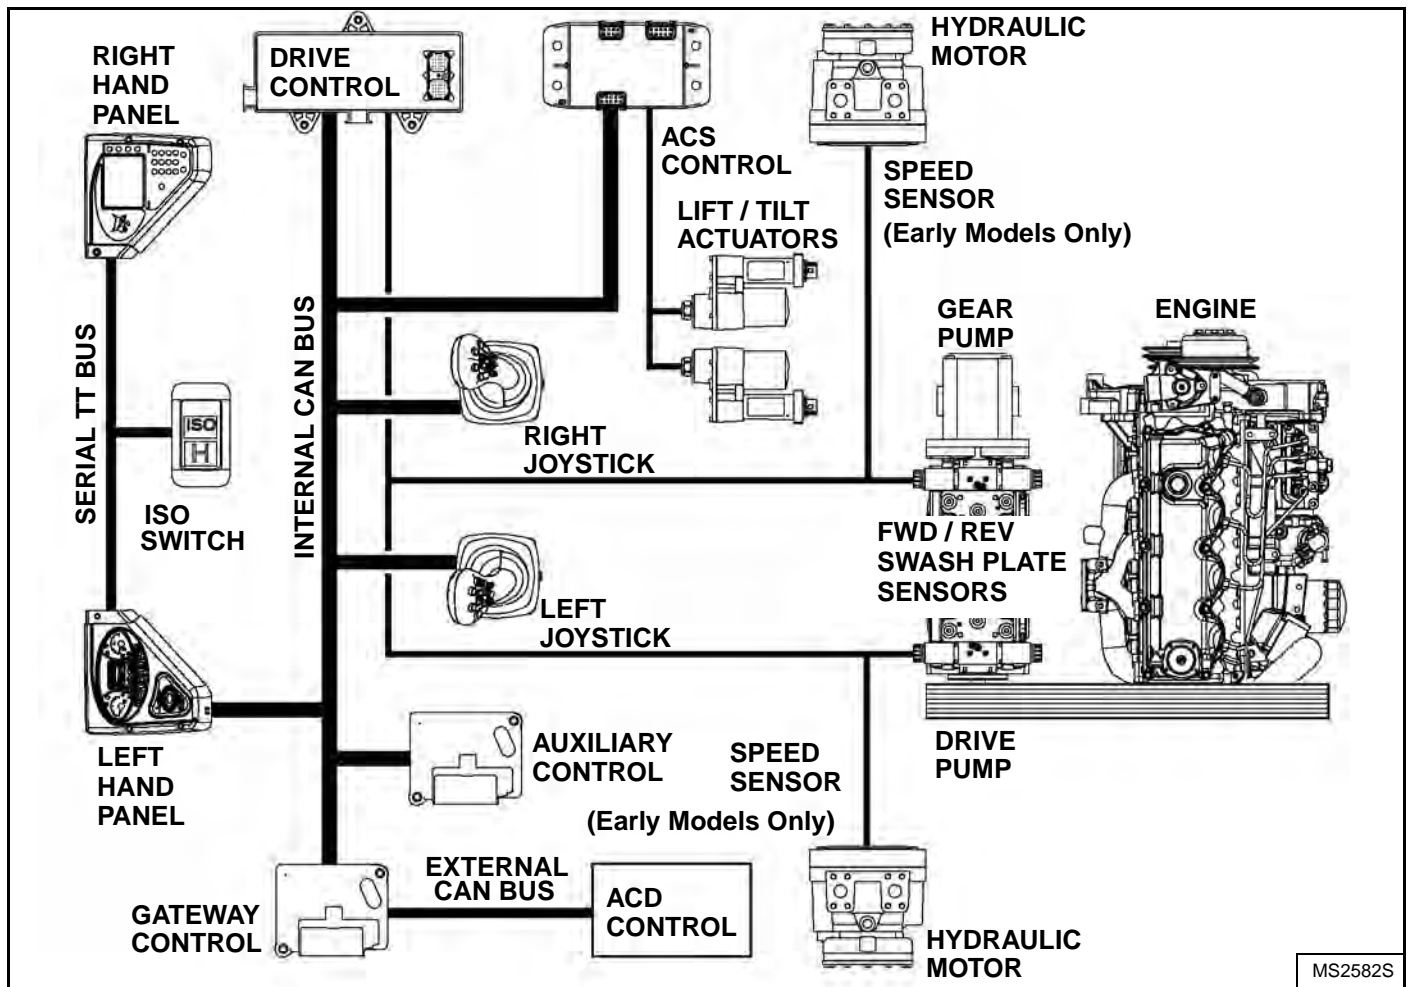 RIGHT
HAND
PANEL
DRIVE
CONTROL
HYDRAULIC
MOTOR
ACS
CONTROL
SPEED
SENSOR
(Early Models Only)
LIFT / TILT
ACTUATORS
GEAR
PUMP
ENGINE
SERIAL TT BUS
INTERNAL CAN BUS
ISO
H
ISO
SWITCH
RIGHT
JOYSTICK
FWD / REV
SWASH PLATE
SENSORS
LEFT
JOYSTICK
LEFT
HAND
PANEL
AUXILIARY
CONTROL
SPEED
SENSOR
(Early Models Only)
DRIVE
PUMP
GATEWAY
CONTROL
EXTERNAL
CAN BUS
ACD
CONTROL
HYDRAULIC
MOTOR
MS2582S